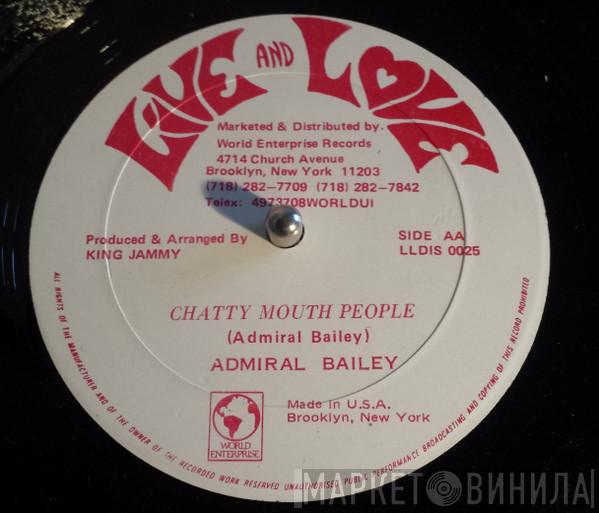 LIVE AND LOVE
Marketed & Distributed by.
World Enterprise Records
4714 Church Avenue
Brooklyn, New York 11203
(718) 282-7709 (718) 282-7842
Telex: 4973708WORLDUI
Produced & Arranged By
KING JAMMY
SIDE AA
LLDIS 0025
CHATTY MOUTH PEOPLE
(Admiral Bailey)
ADMIRAL BAILEY
WORLD
ENTERPRISE
Made in U.S.A.
Brooklyn, New York
ALL RIGHTS OF THE MANUFACTURER AND OF THE OWNER OF THE RECORDED WORK RESERVED UNAUTHORISED PUBLIC PERFORMANCE BROADCASTING AND COPYING OF THIS RECORD PROHIBITED
МАРКЕТ ВИНИЛА